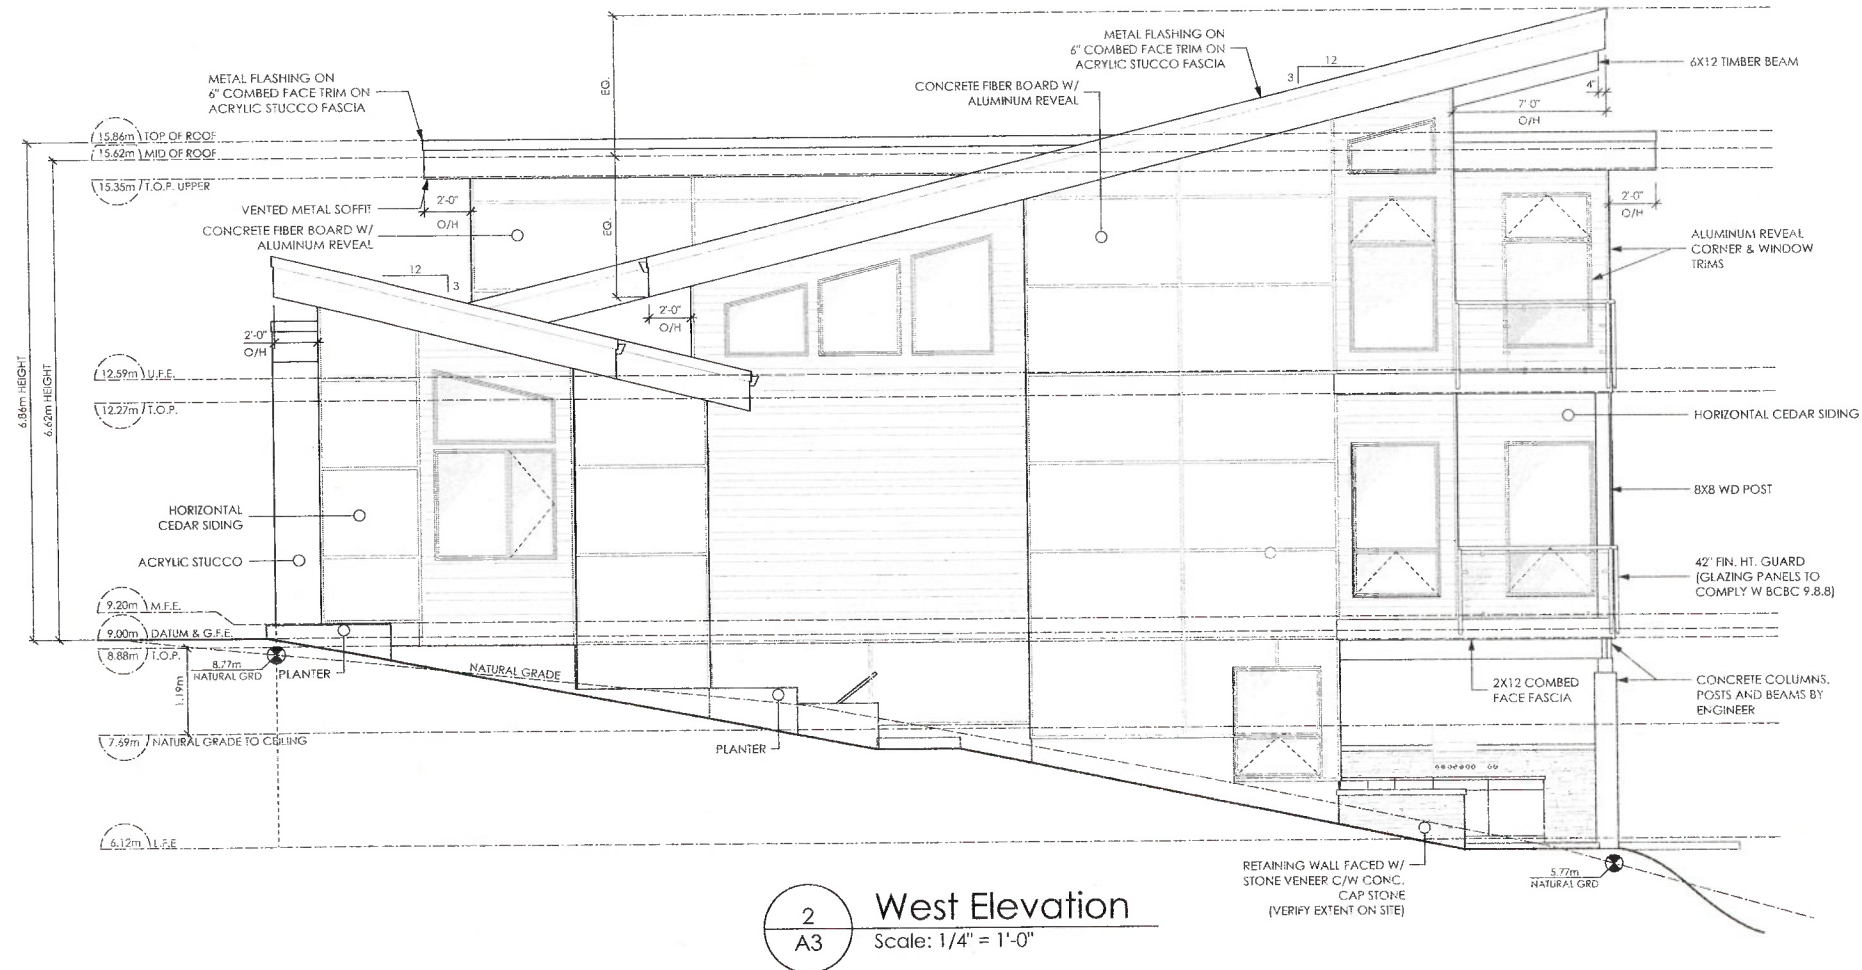 METAL FLASHING ON
6" COMBED FACE TRIM ON
ACRYLIC STUCCO FASCIA
EQ.
METAL FLASHING ON
6" COMBED FACE TRIM ON
ACRYLIC STUCCO FASCIA
CONCRETE FIBER BOARD W/
ALUMINUM REVEAL
12
3
6X12 TIMBER BEAM
4"
7'-0"
O/H
15.86m TOP OF ROOF
15.62m MID OF ROOF
15.35m T.O.P. UPPER
VENTED METAL SOFFIT
2'-0"
O/H
CONCRETE FIBER BOARD W/
ALUMINUM REVEAL
EQ.
2'-0"
O/H
ALUMINUM REVEAL
CORNER & WINDOW
TRIMS
12
3
2'-0"
O/H
2'-0"
O/H
6.86m HEIGHT
6.62m HEIGHT
12.59m U.F.E.
12.27m T.O.P.
HORIZONTAL CEDAR SIDING
8X8 WD POST
HORIZONTAL
CEDAR SIDING
ACRYLIC STUCCO
42" FIN. HT. GUARD
(GLAZING PANELS TO
COMPLY W BCBC 9.8.8)
9.20m M.F.E.
9.00m DATUM & G.F.E.
8.88m T.O.P.
8.77m
NATURAL GRD
PLANTER
NATURAL GRADE
1.19m
2X12 COMBED
FACE FASCIA
CONCRETE COLUMNS,
POSTS AND BEAMS BY
ENGINEER
7.69m NATURAL GRADE TO CEILING
PLANTER
6.12m L.F.E
RETAINING WALL FACED W/
STONE VENEER C/W CONC.
CAP STONE
(VERIFY EXTENT ON SITE)
5.77m
NATURAL GRD
2
A3
West Elevation
Scale: 1/4" = 1'-0"